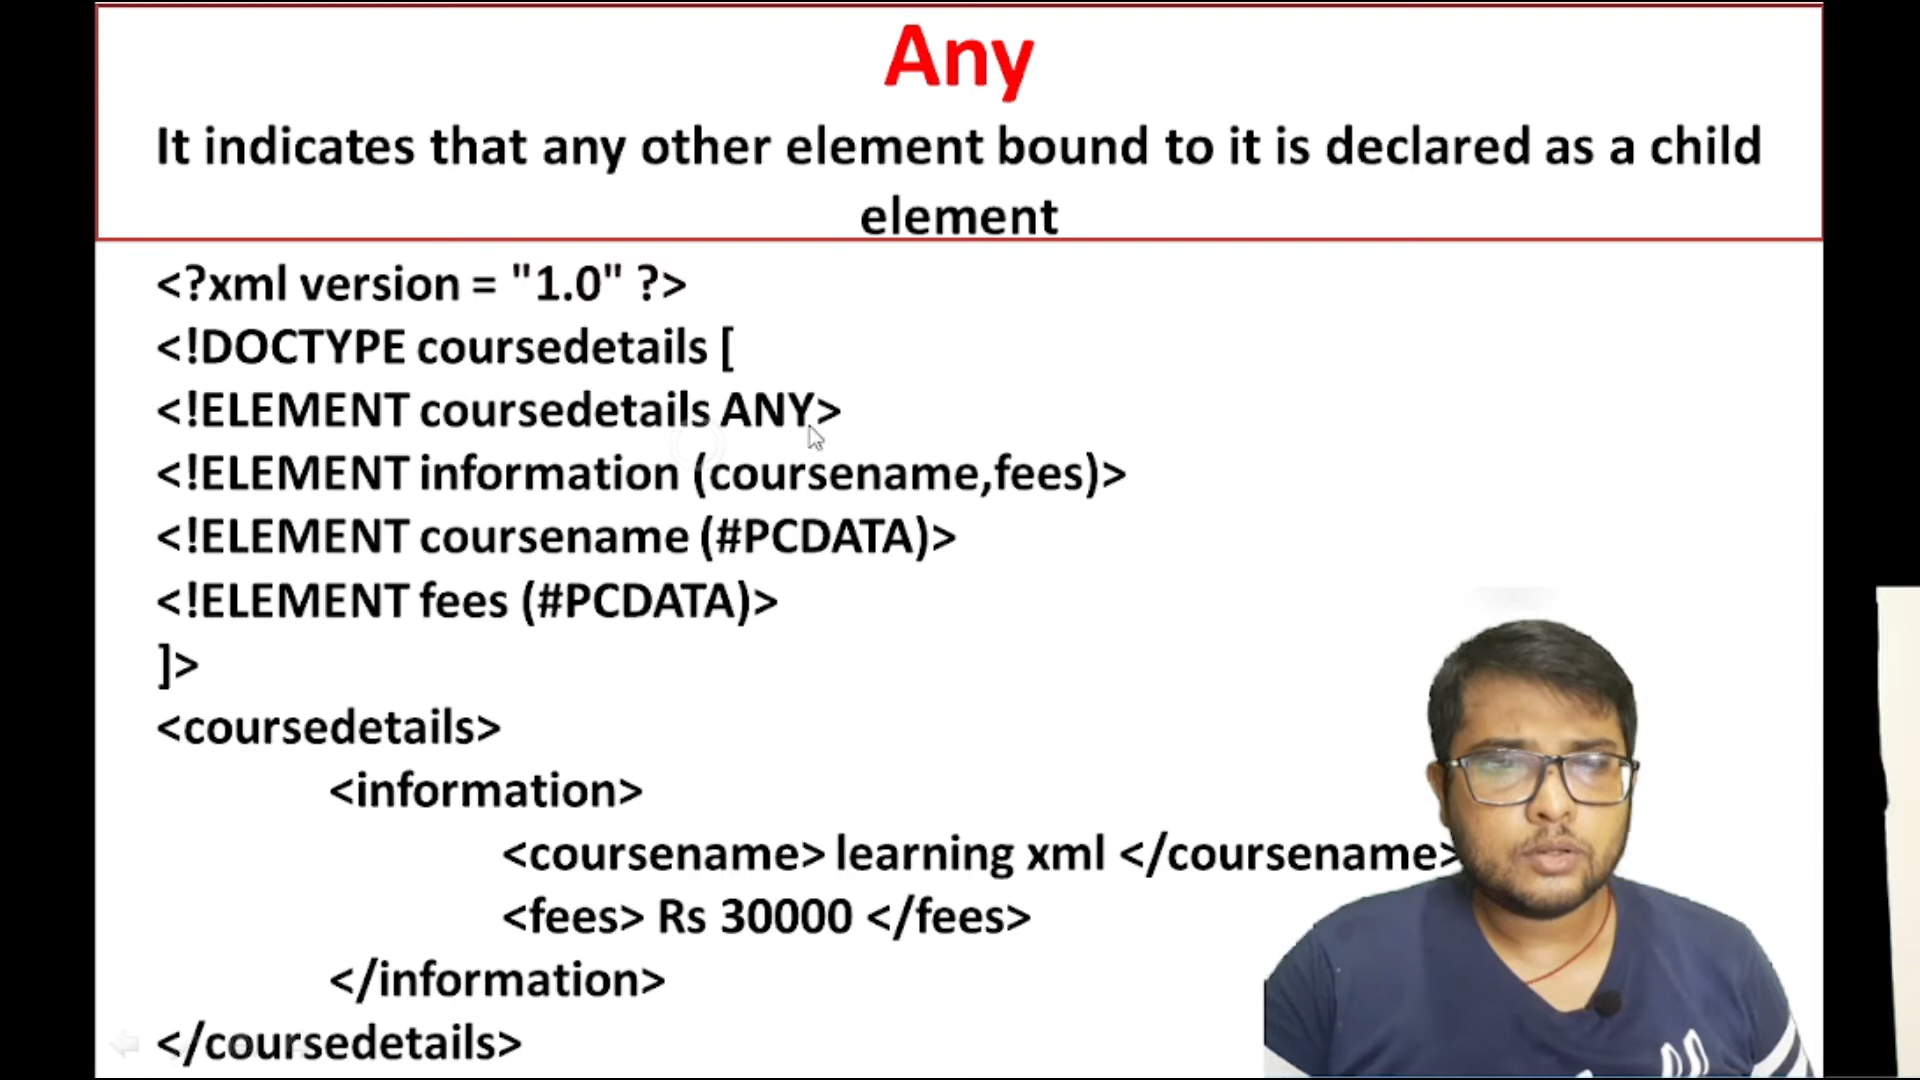 Any
It indicates that any other element bound to it is declared as a child
element
<?xml version = "1.0" ?>
<!DOCTYPE coursedetails [
<!ELEMENT coursedetails ANY>
<!ELEMENT information (coursename,fees)>
<!ELEMENT coursename (#PCDATA)>
<!ELEMENT fees (#PCDATA)>
]>
<coursedetails>
<information>
<coursename> learning xml </coursename>
<fees> Rs 30000 </fees>
</information>
</coursedetails>